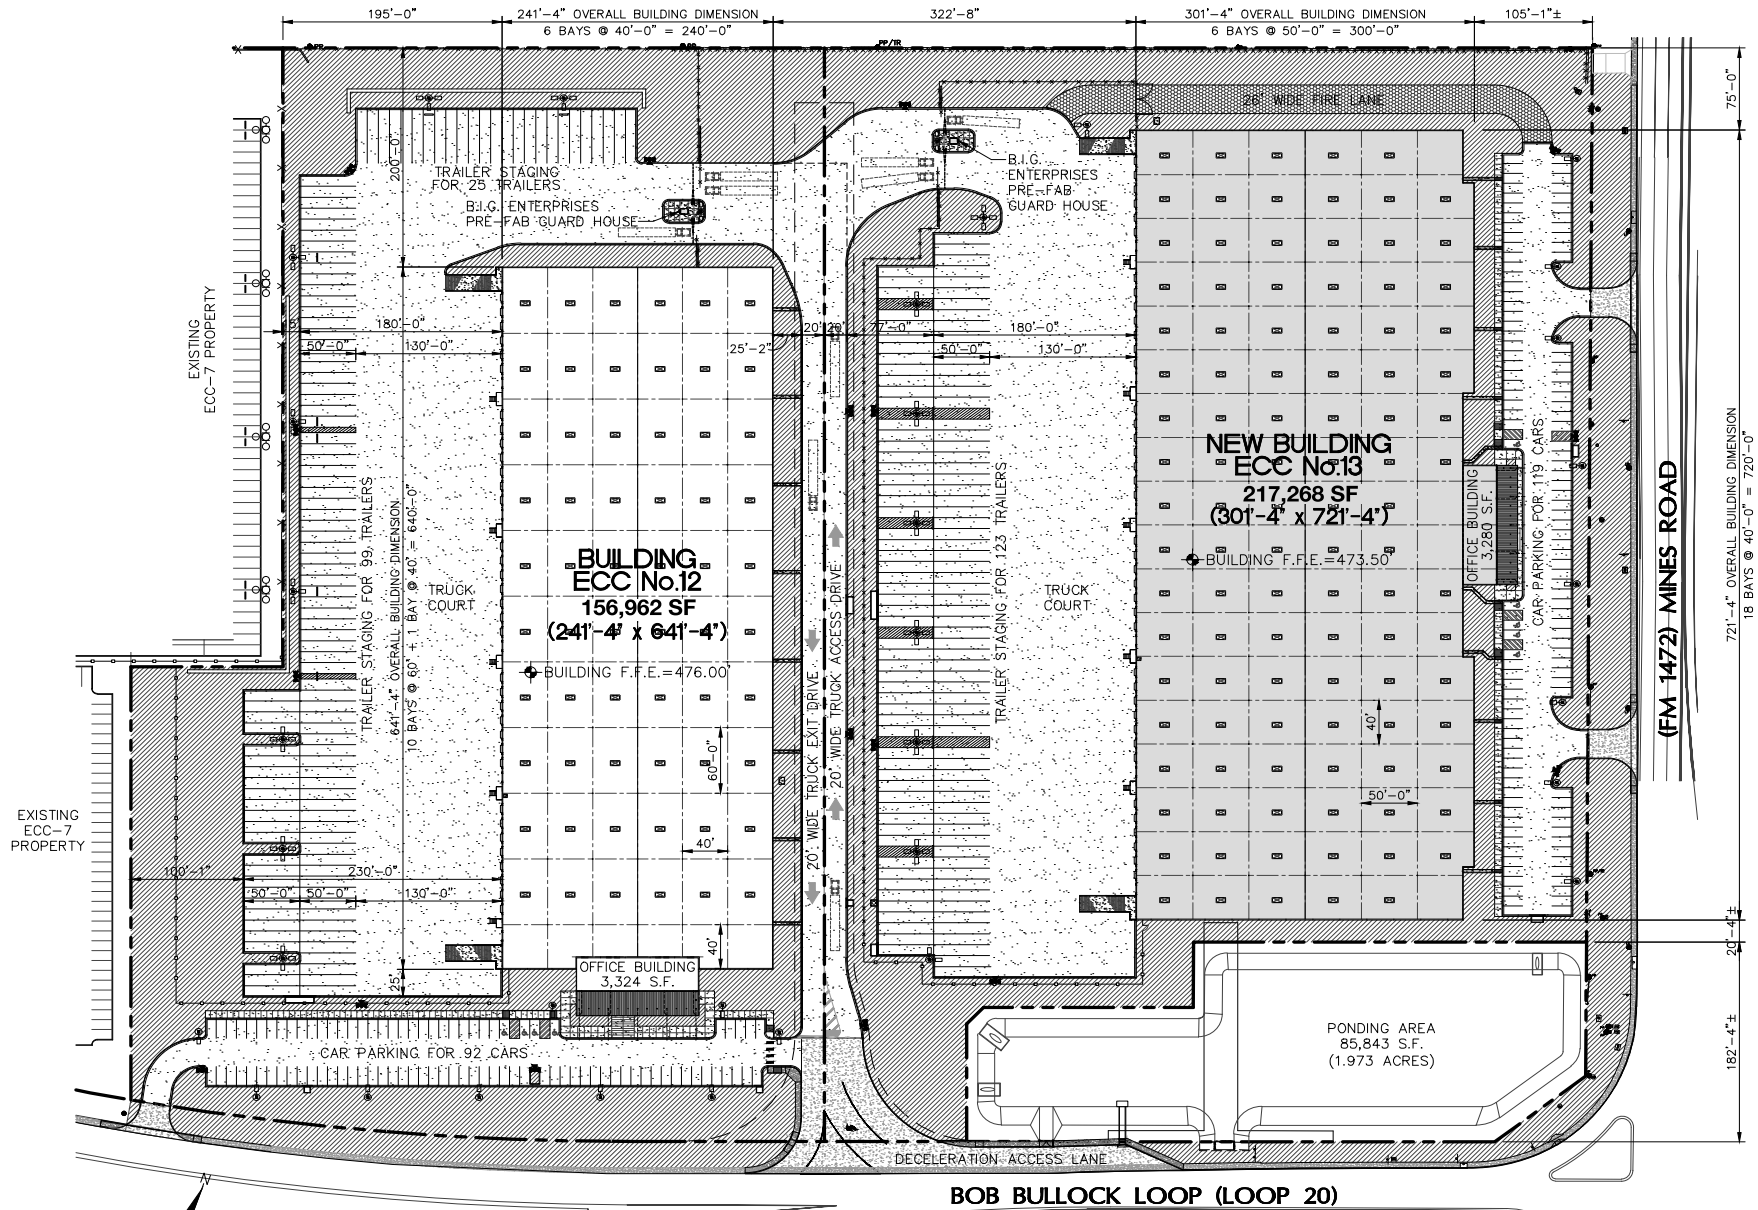 195'-0"
241'-4" OVERALL BUILDING DIMENSION
6 BAYS @ 40'-0" = 240'-0"
322'-8"
301'-4" OVERALL BUILDING DIMENSION
6 BAYS @ 50'-0" = 300'-0"
105'-1"±
PP/TR
75'-0"
26' WIDE FIRE LANE
200'-0"
TRAILER STAGING
FOR 25 TRAILERS
B.I.G. ENTERPRISES
PRE-FAB GUARD HOUSE
B.I.G.
ENTERPRISES
PRE-FAB
GUARD HOUSE
EXISTING
ECC-7 PROPERTY
180'-0"
50'-0"
130'-0"
25'-2"
20'
20'
77'-0"
180'-0"
50'-0"
130'-0"
TRAILER STAGING FOR 99 TRAILERS
641'-4" OVERALL BUILDING DIMENSION
10 BAYS @ 60' + 1 BAY @ 40' = 640'-0"
TRUCK
COURT
BUILDING
ECC No.12
156,962 SF
(241'-4" x 641'-4")
BUILDING F.F.E.=476.00'
60'-0"
40'
40'
20' WIDE TRUCK EXIT DRIVE
20' WIDE TRUCK ACCESS DRIVE
TRAILER STAGING FOR 123 TRAILERS
TRUCK
COURT
NEW BUILDING
ECC No.13
217,268 SF
(301'-4" x 721'-4")
BUILDING F.F.E.=473.50'
40'
50'-0"
OFFICE BUILDING
3,280 S.F.
CAR PARKING FOR 119 CARS
(FM 1472) MINES ROAD
721'-4" OVERALL BUILDING DIMENSION
18 BAYS @ 40'-0" = 720'-0"
EXISTING
ECC-7
PROPERTY
100'-1"
230'-0"
50'-0"
50'-0"
130'-0"
25'
OFFICE BUILDING
3,324 S.F.
CAR PARKING FOR 92 CARS
20'-4"±
182'-4"±
PONDING AREA
85,843 S.F.
(1.973 ACRES)
DECELERATION ACCESS LANE
BOB BULLOCK LOOP (LOOP 20)
N